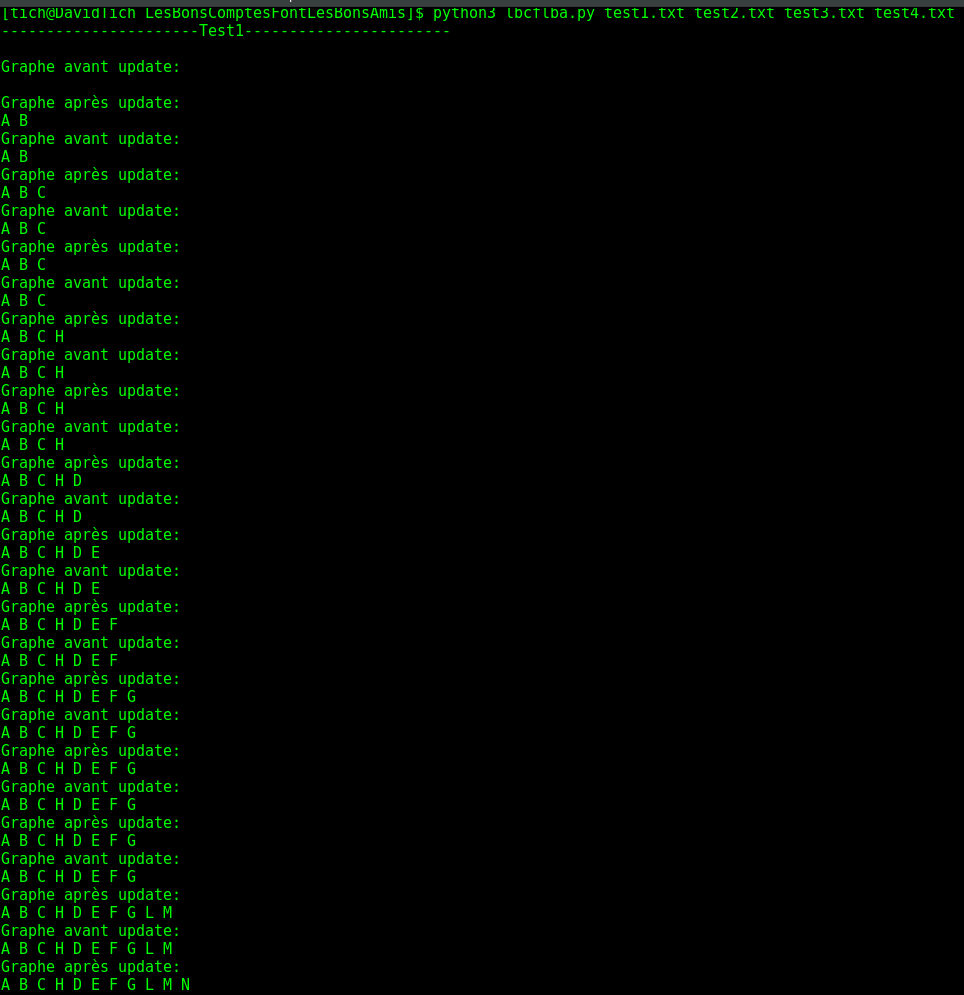 [tich@DavidTich LesBonsComptesFontLesBonsAmis]$ python3 lbcflba.py test1.txt test2.txt test3.txt test4.txt
----------------------Test1-----------------------
Graphe avant update:
Graphe après update:
A B
Graphe avant update:
A B
Graphe après update:
A B C
Graphe avant update:
A B C
Graphe après update:
A B C
Graphe avant update:
A B C
Graphe après update:
A B C H
Graphe avant update:
A B C H
Graphe après update:
A B C H
Graphe avant update:
A B C H
Graphe après update:
A B C H D
Graphe avant update:
A B C H D
Graphe après update:
A B C H D E
Graphe avant update:
A B C H D E
Graphe après update:
A B C H D E F
Graphe avant update:
A B C H D E F
Graphe après update:
A B C H D E F G
Graphe avant update:
A B C H D E F G
Graphe après update:
A B C H D E F G
Graphe avant update:
A B C H D E F G
Graphe après update:
A B C H D E F G
Graphe avant update:
A B C H D E F G
Graphe après update:
A B C H D E F G L M
Graphe avant update:
A B C H D E F G L M
Graphe après update:
A B C H D E F G L M N